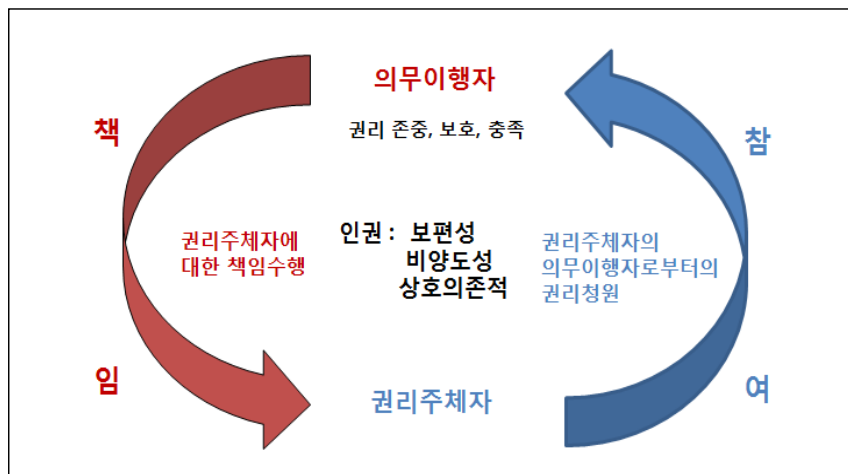 의무이행자
권리 존중, 보호, 충족
책
임
권리주체자에
대한 책임수행
인권 : 보편성
비양도성
상호의존적
권리주체자의
의무이행자로부터의
권리청원
참
여
권리주체자